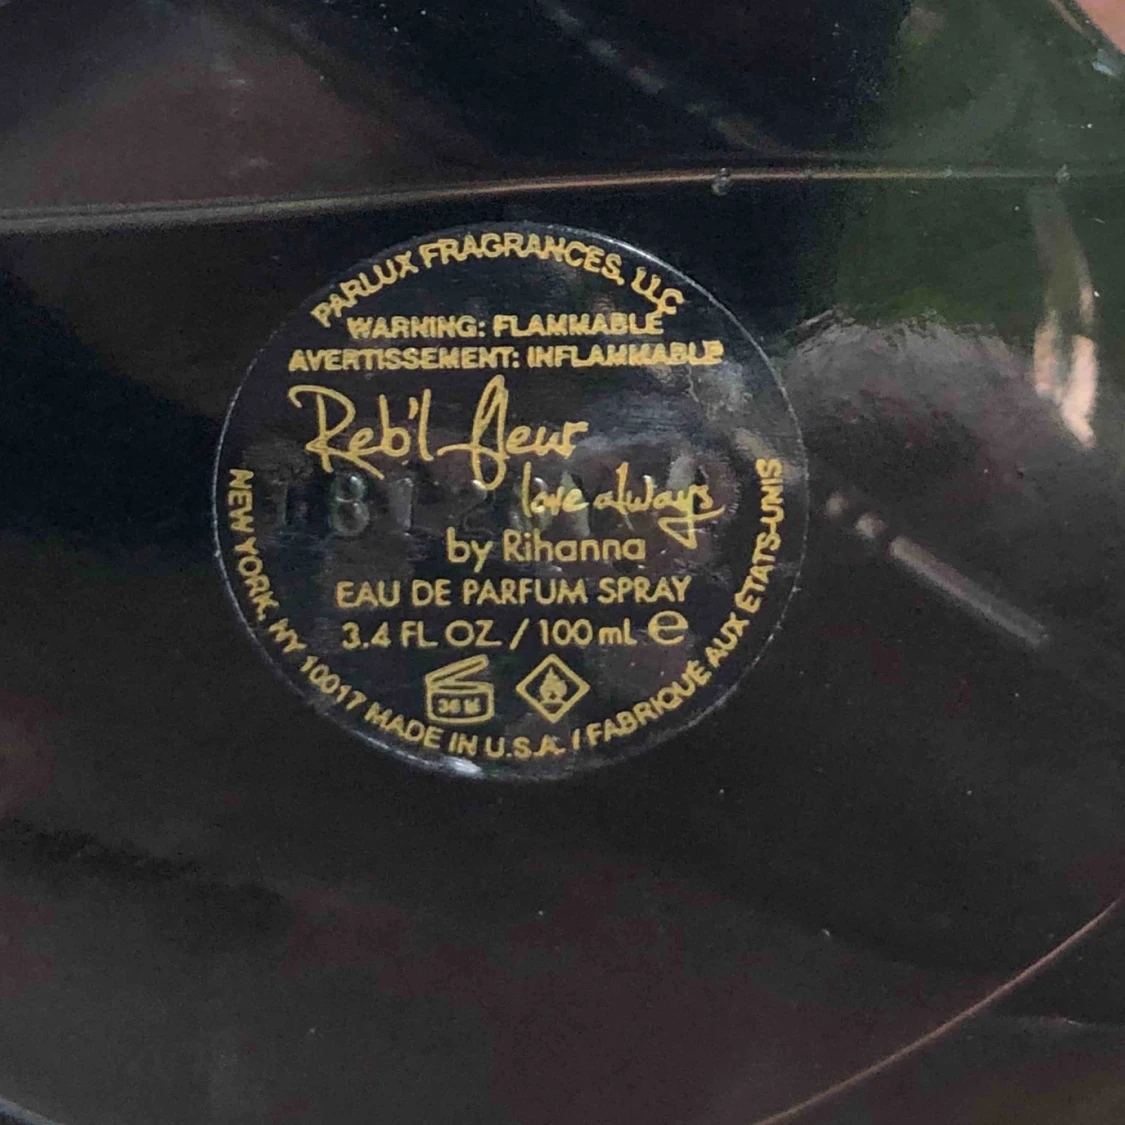 PARLUX FRAGRANCES, LLC
WARNING: FLAMMABLE
AVERTISSEMENT: INFLAMMABLE
Reb'l fleur
love always
by Rihanna
EAU DE PARFUM SPRAY
3.4 FL OZ / 100 mL e
36 M
NEW YORK, NY 10017 MADE IN U.S.A. / FABRIQUÉ AUX ETATS-UNIS